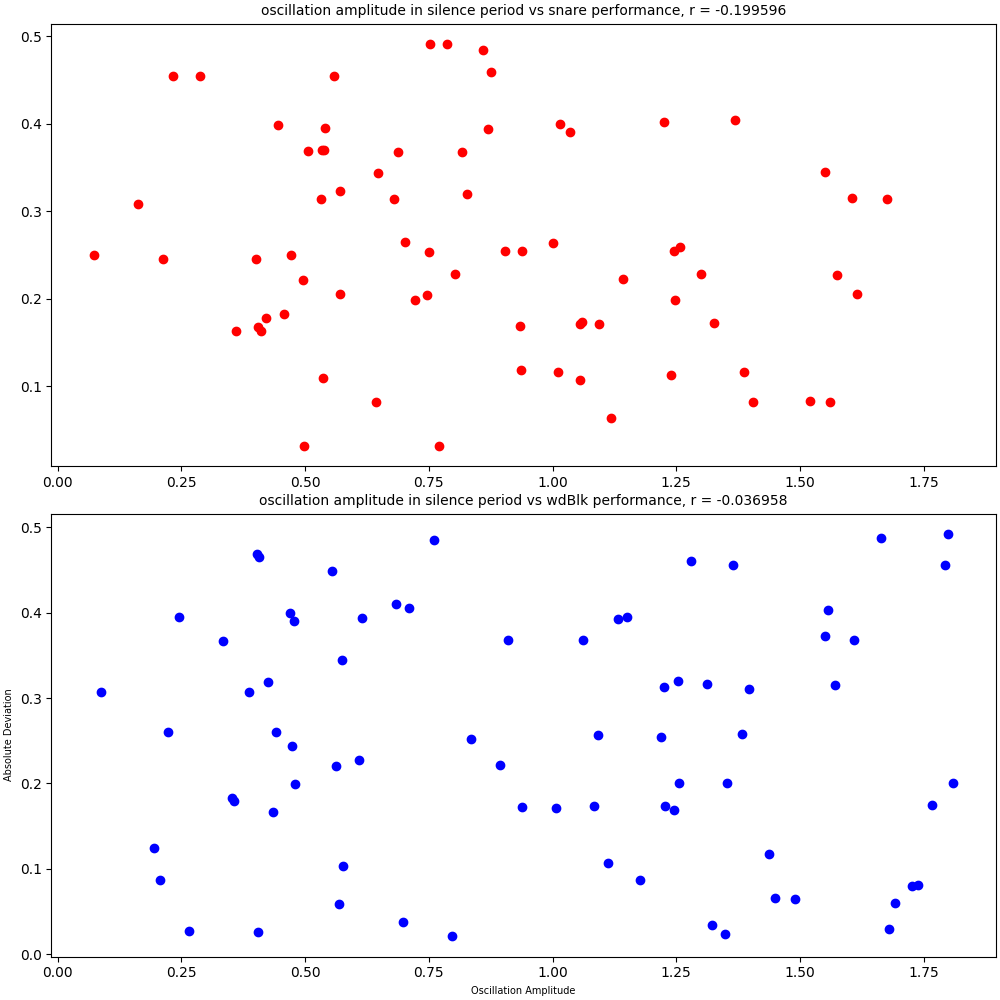 oscillation amplitude in silence period vs snare performance, r = -0.199596
0.5
0.4
0.3
0.2
0.1
0.00 0.25 0.50 0.75 1.00 1.25 1.50 1.75
oscillation amplitude in silence period vs wdBlk performance, r = -0.036958
0.5
0.4
0.3
0.2
0.1
0.0
Absolute Deviation
0.00 0.25 0.50 0.75 1.00 1.25 1.50 1.75
Oscillation Amplitude